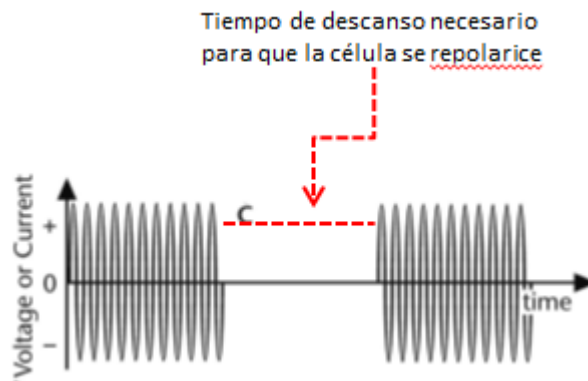 Tiempo de descanso necesario
para que la célula se repolarice
Voltage or Current
+
C
0
time
−